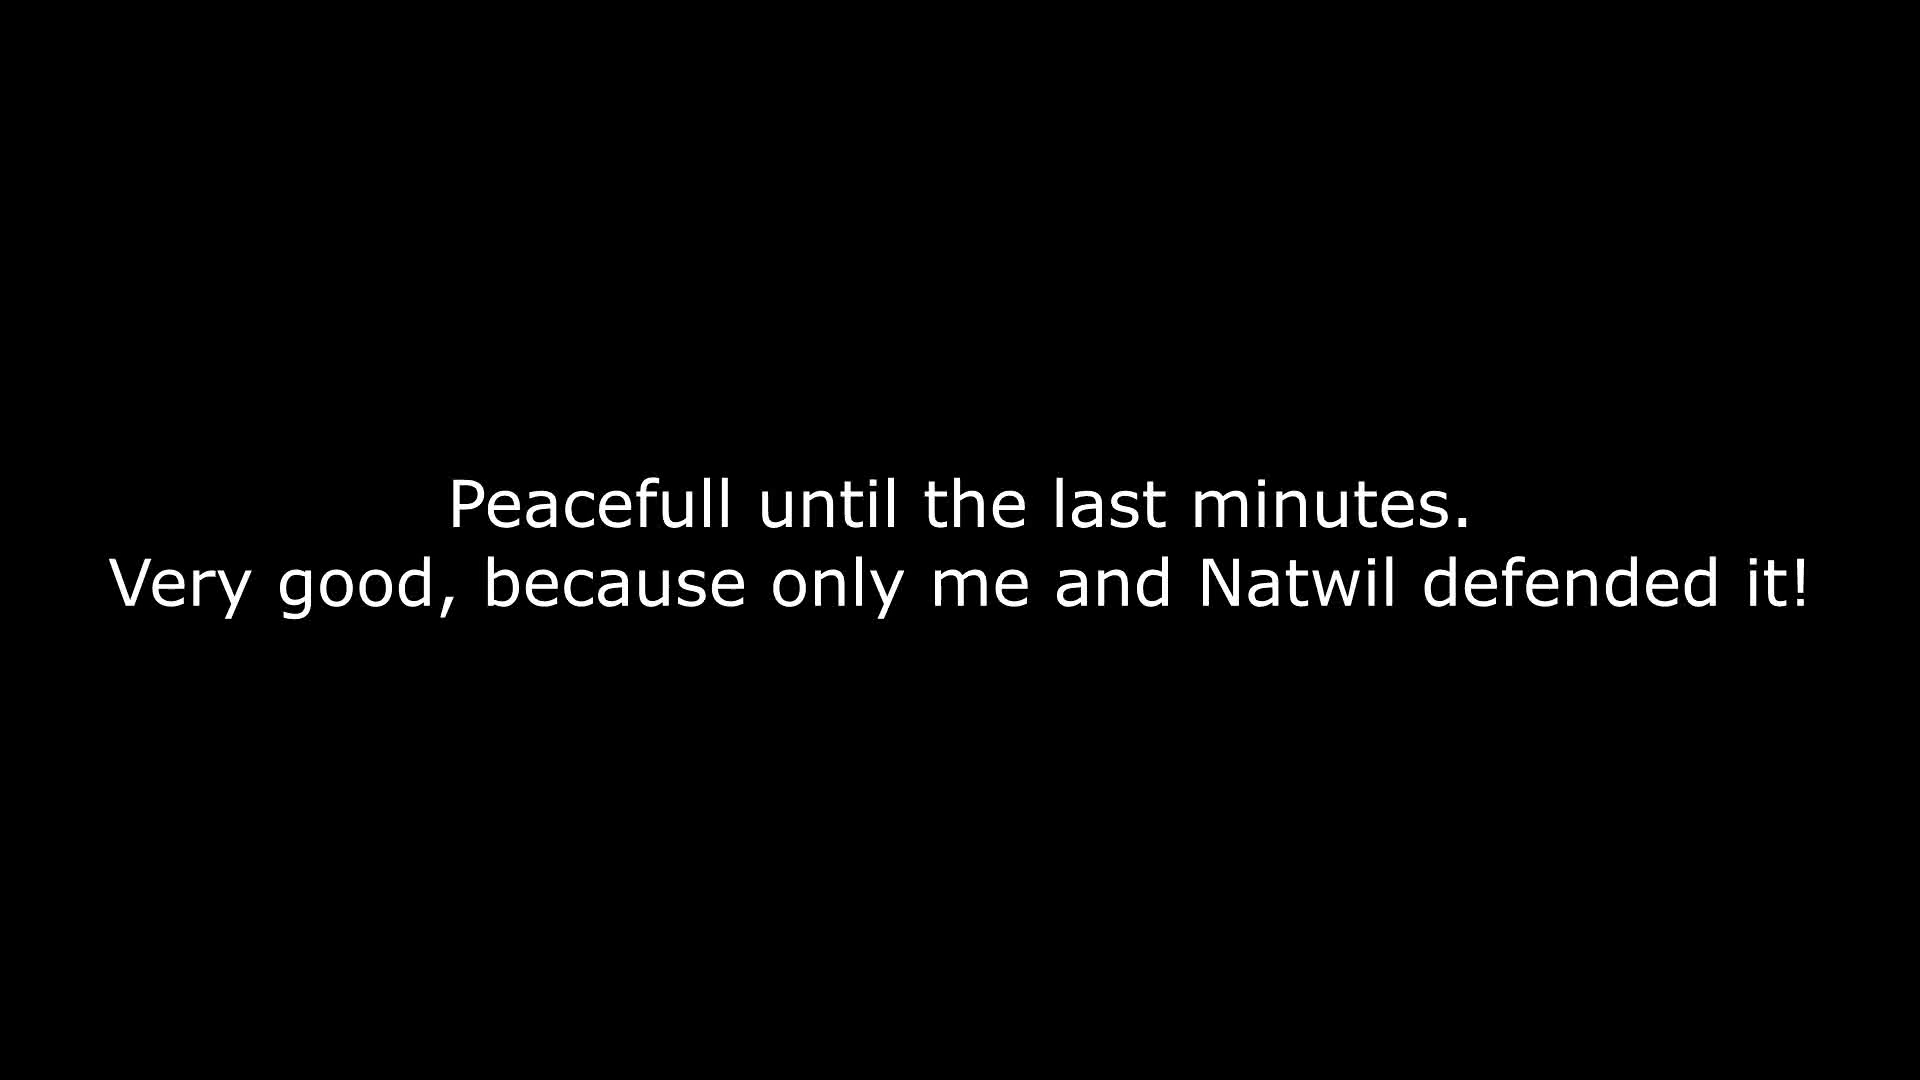 Peacefull until the last minutes.
Very good, because only me and Natwil defended it!